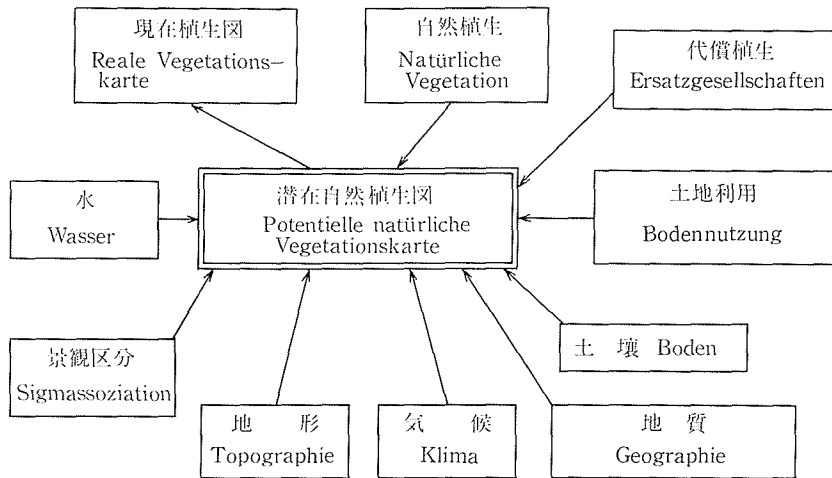 現在植生図
Reale Vegetations-
karte
自然植生
Natürliche
Vegetation
代償植生
Ersatzgesellschaften
水
Wasser
潜在自然植生図
Potentielle natürliche
Vegetationskarte
土地利用
Bodennutzung
景観区分
Sigmassoziation
土 壌 Boden
地 形
Topographie
気 候
Klima
地 質
Geographie